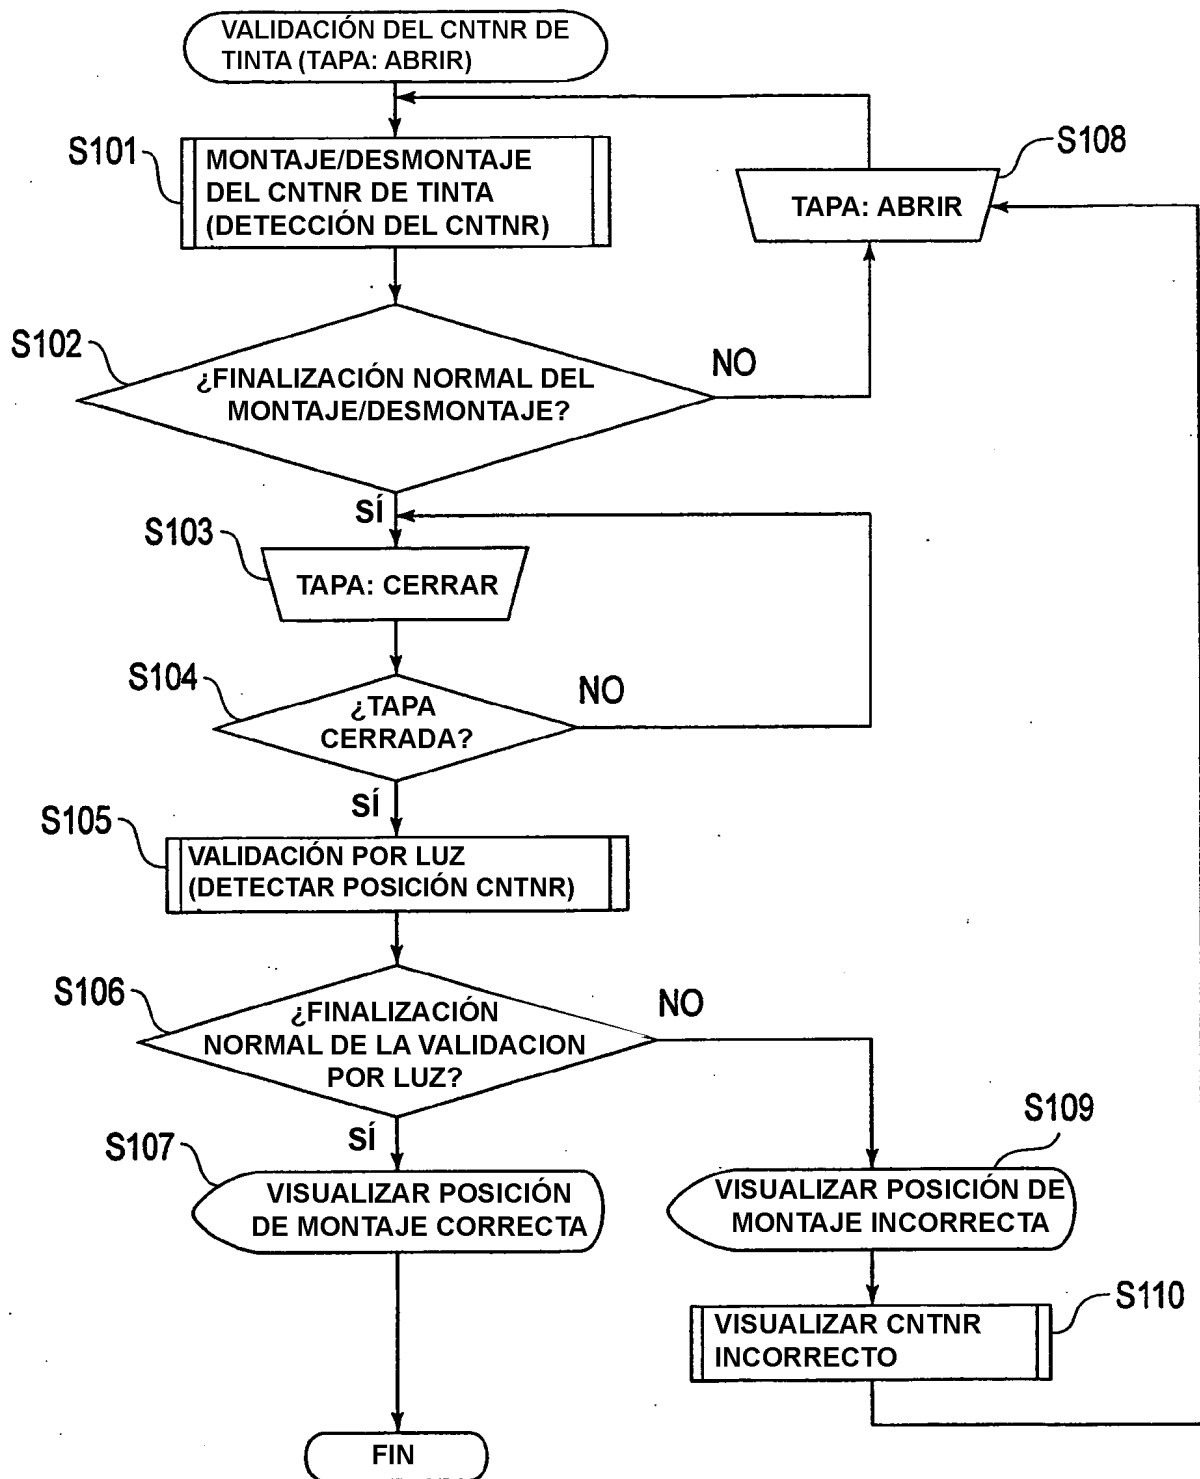 VALIDACIÓN DEL CNTNR DE
TINTA (TAPA: ABRIR)
S101
MONTAJE/DESMONTAJE
DEL CNTNR DE TINTA
(DETECCIÓN DEL CNTNR)
S108
TAPA: ABRIR
S102
¿FINALIZACIÓN NORMAL DEL
MONTAJE/DESMONTAJE?
NO
SÍ
S103
TAPA: CERRAR
S104
¿TAPA
CERRADA?
NO
SÍ
S105
VALIDACIÓN POR LUZ
(DETECTAR POSICIÓN CNTNR)
S106
¿FINALIZACIÓN
NORMAL DE LA VALIDACION
POR LUZ?
NO
SÍ
S107
VISUALIZAR POSICIÓN
DE MONTAJE CORRECTA
S109
VISUALIZAR POSICIÓN DE
MONTAJE INCORRECTA
S110
VISUALIZAR CNTNR
INCORRECTO
FIN